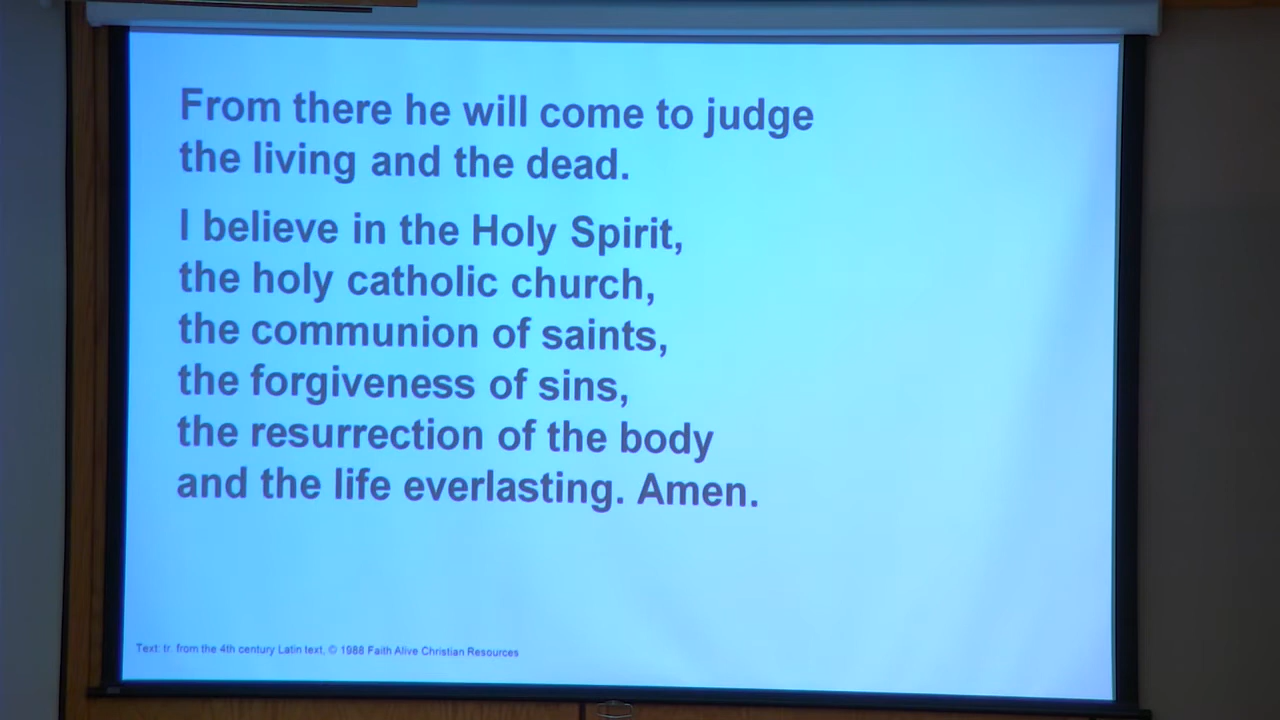 From there he will come to judge
the living and the dead.
I believe in the Holy Spirit,
the holy catholic church,
the communion of saints,
the forgiveness of sins,
the resurrection of the body
and the life everlasting. Amen.
Text: tr. from the 4th century Latin text, © 1988 Faith Alive Christian Resources